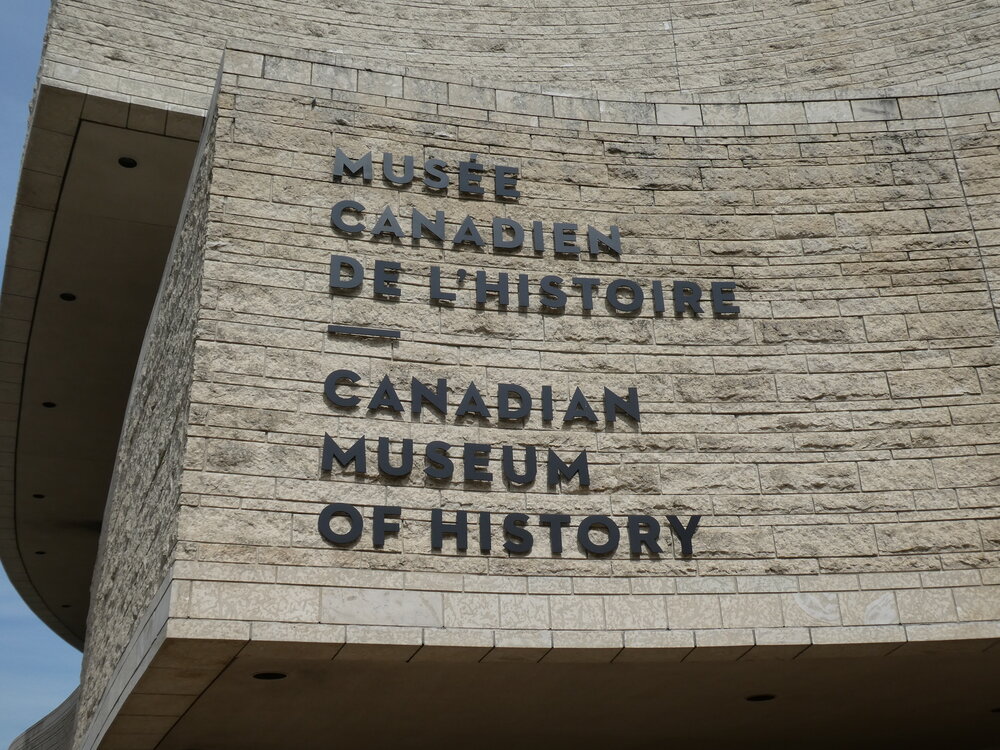 MUSÉE
CANADIEN
DE L'HISTOIRE
CANADIAN
MUSEUM
OF HISTORY